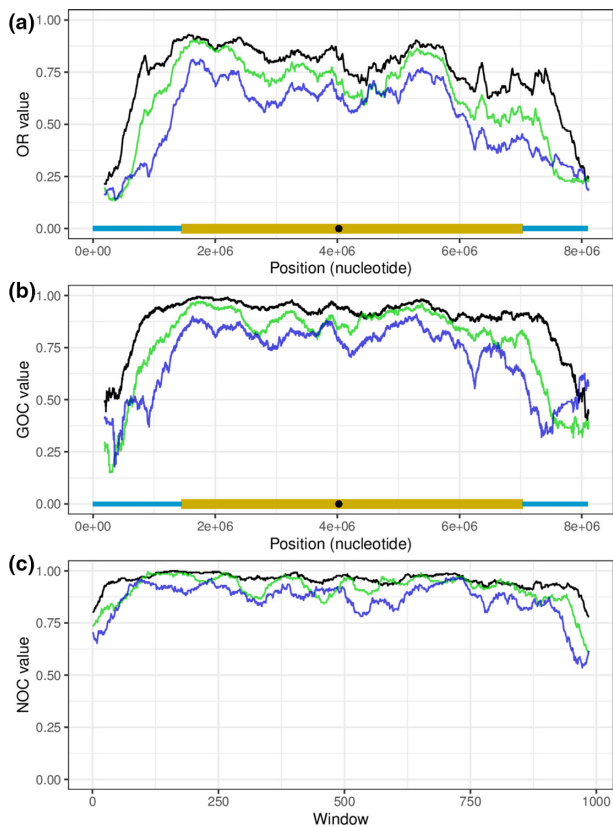 (a)
OR value
1.00
0.75
0.50
0.25
0.00
0e+00 2e+06 4e+06 6e+06 8e+06
Position (nucleotide)
(b)
GOC value
1.00
0.75
0.50
0.25
0.00
0e+00 2e+06 4e+06 6e+06 8e+06
Position (nucleotide)
(c)
NOC value
1.00
0.75
0.50
0.25
0.00
0 250 500 750 1000
Window